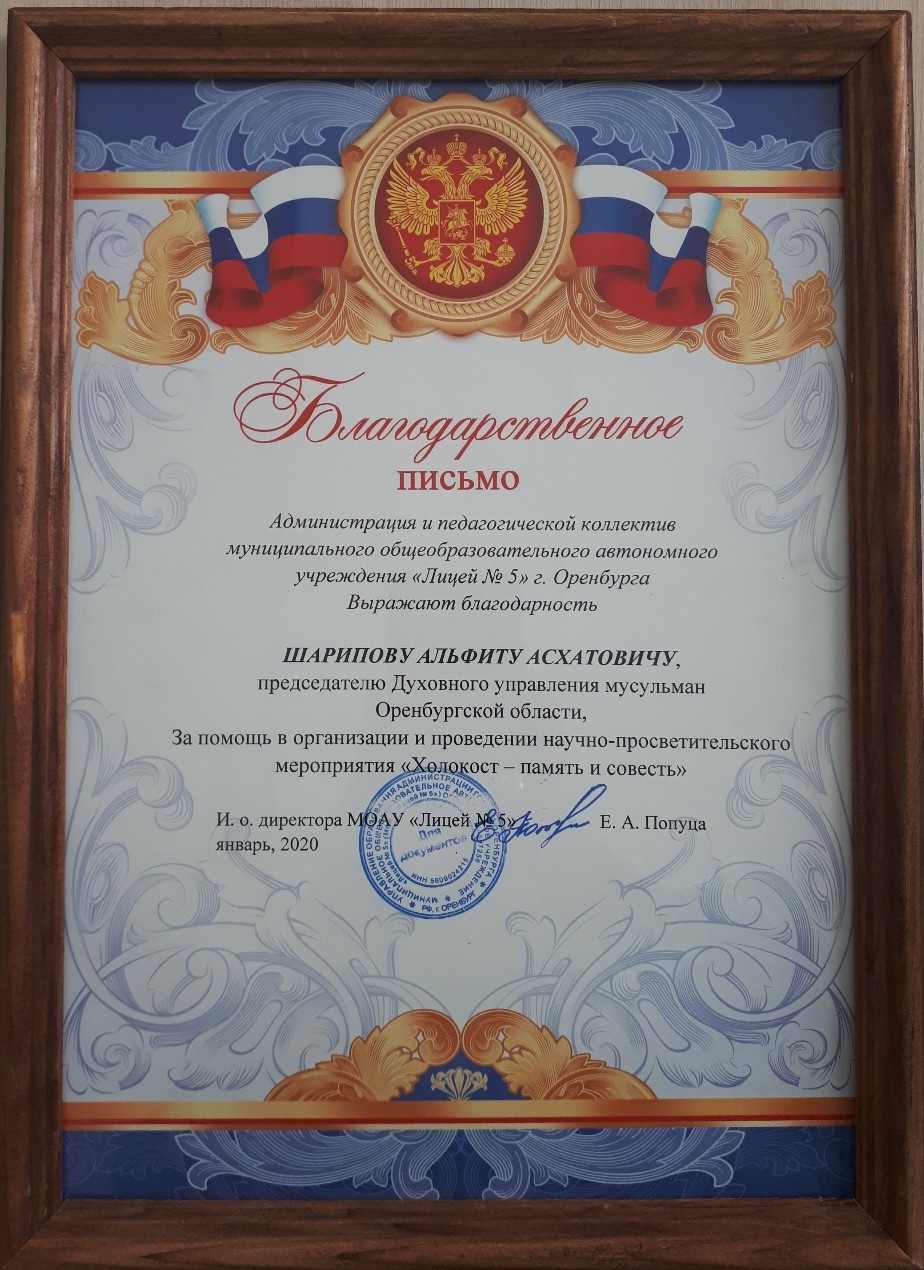 Благодарственное
письмо
Администрация и педагогической коллектив
муниципального общеобразовательного автономного
учреждения «Лицей № 5» г. Оренбурга
Выражают благодарность
ШАРИПОВУ АЛЬФИТУ АСХАТОВИЧУ,
председателю Духовного управления мусульман
Оренбургской области,
За помощь в организации и проведении научно-просветительского
мероприятия «Холокост – память и совесть»
И. о. директора МОАУ «Лицей № 5» Е. А. Попуца
январь, 2020
Для
документов
РФ, г. ОРЕНБУРГ